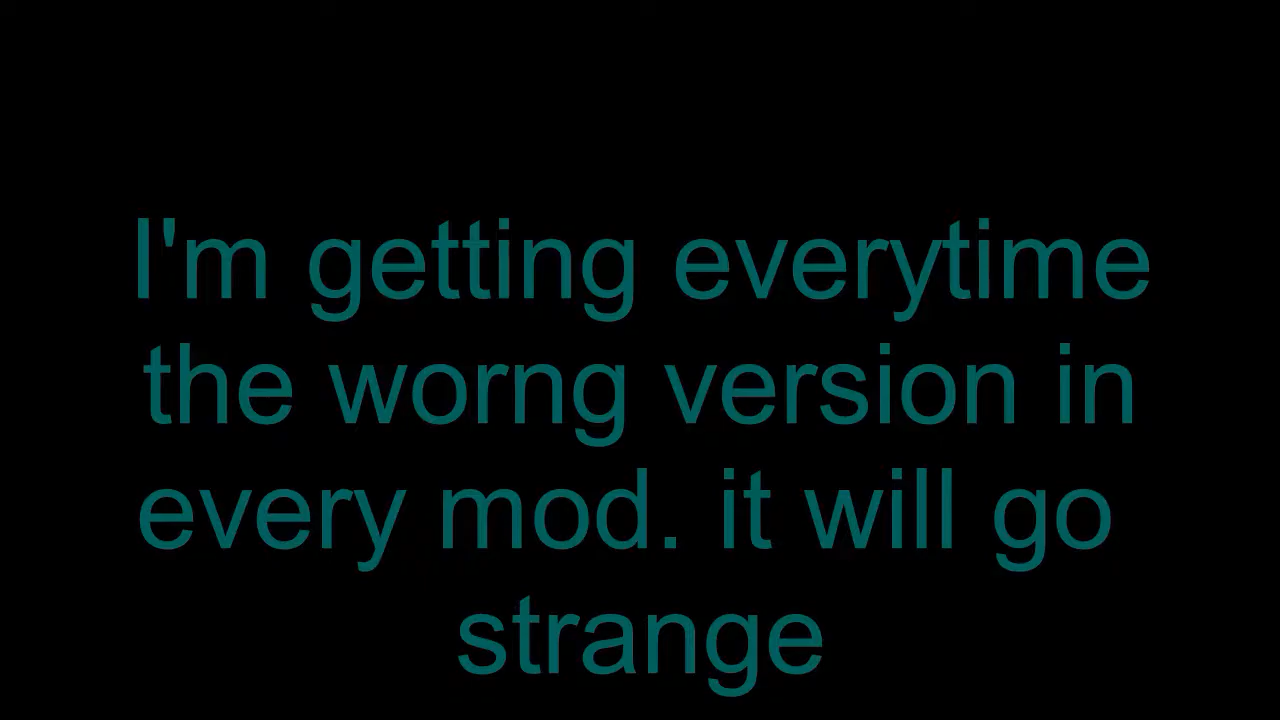 I'm getting everytime
the worng version in
every mod. it will go
strange